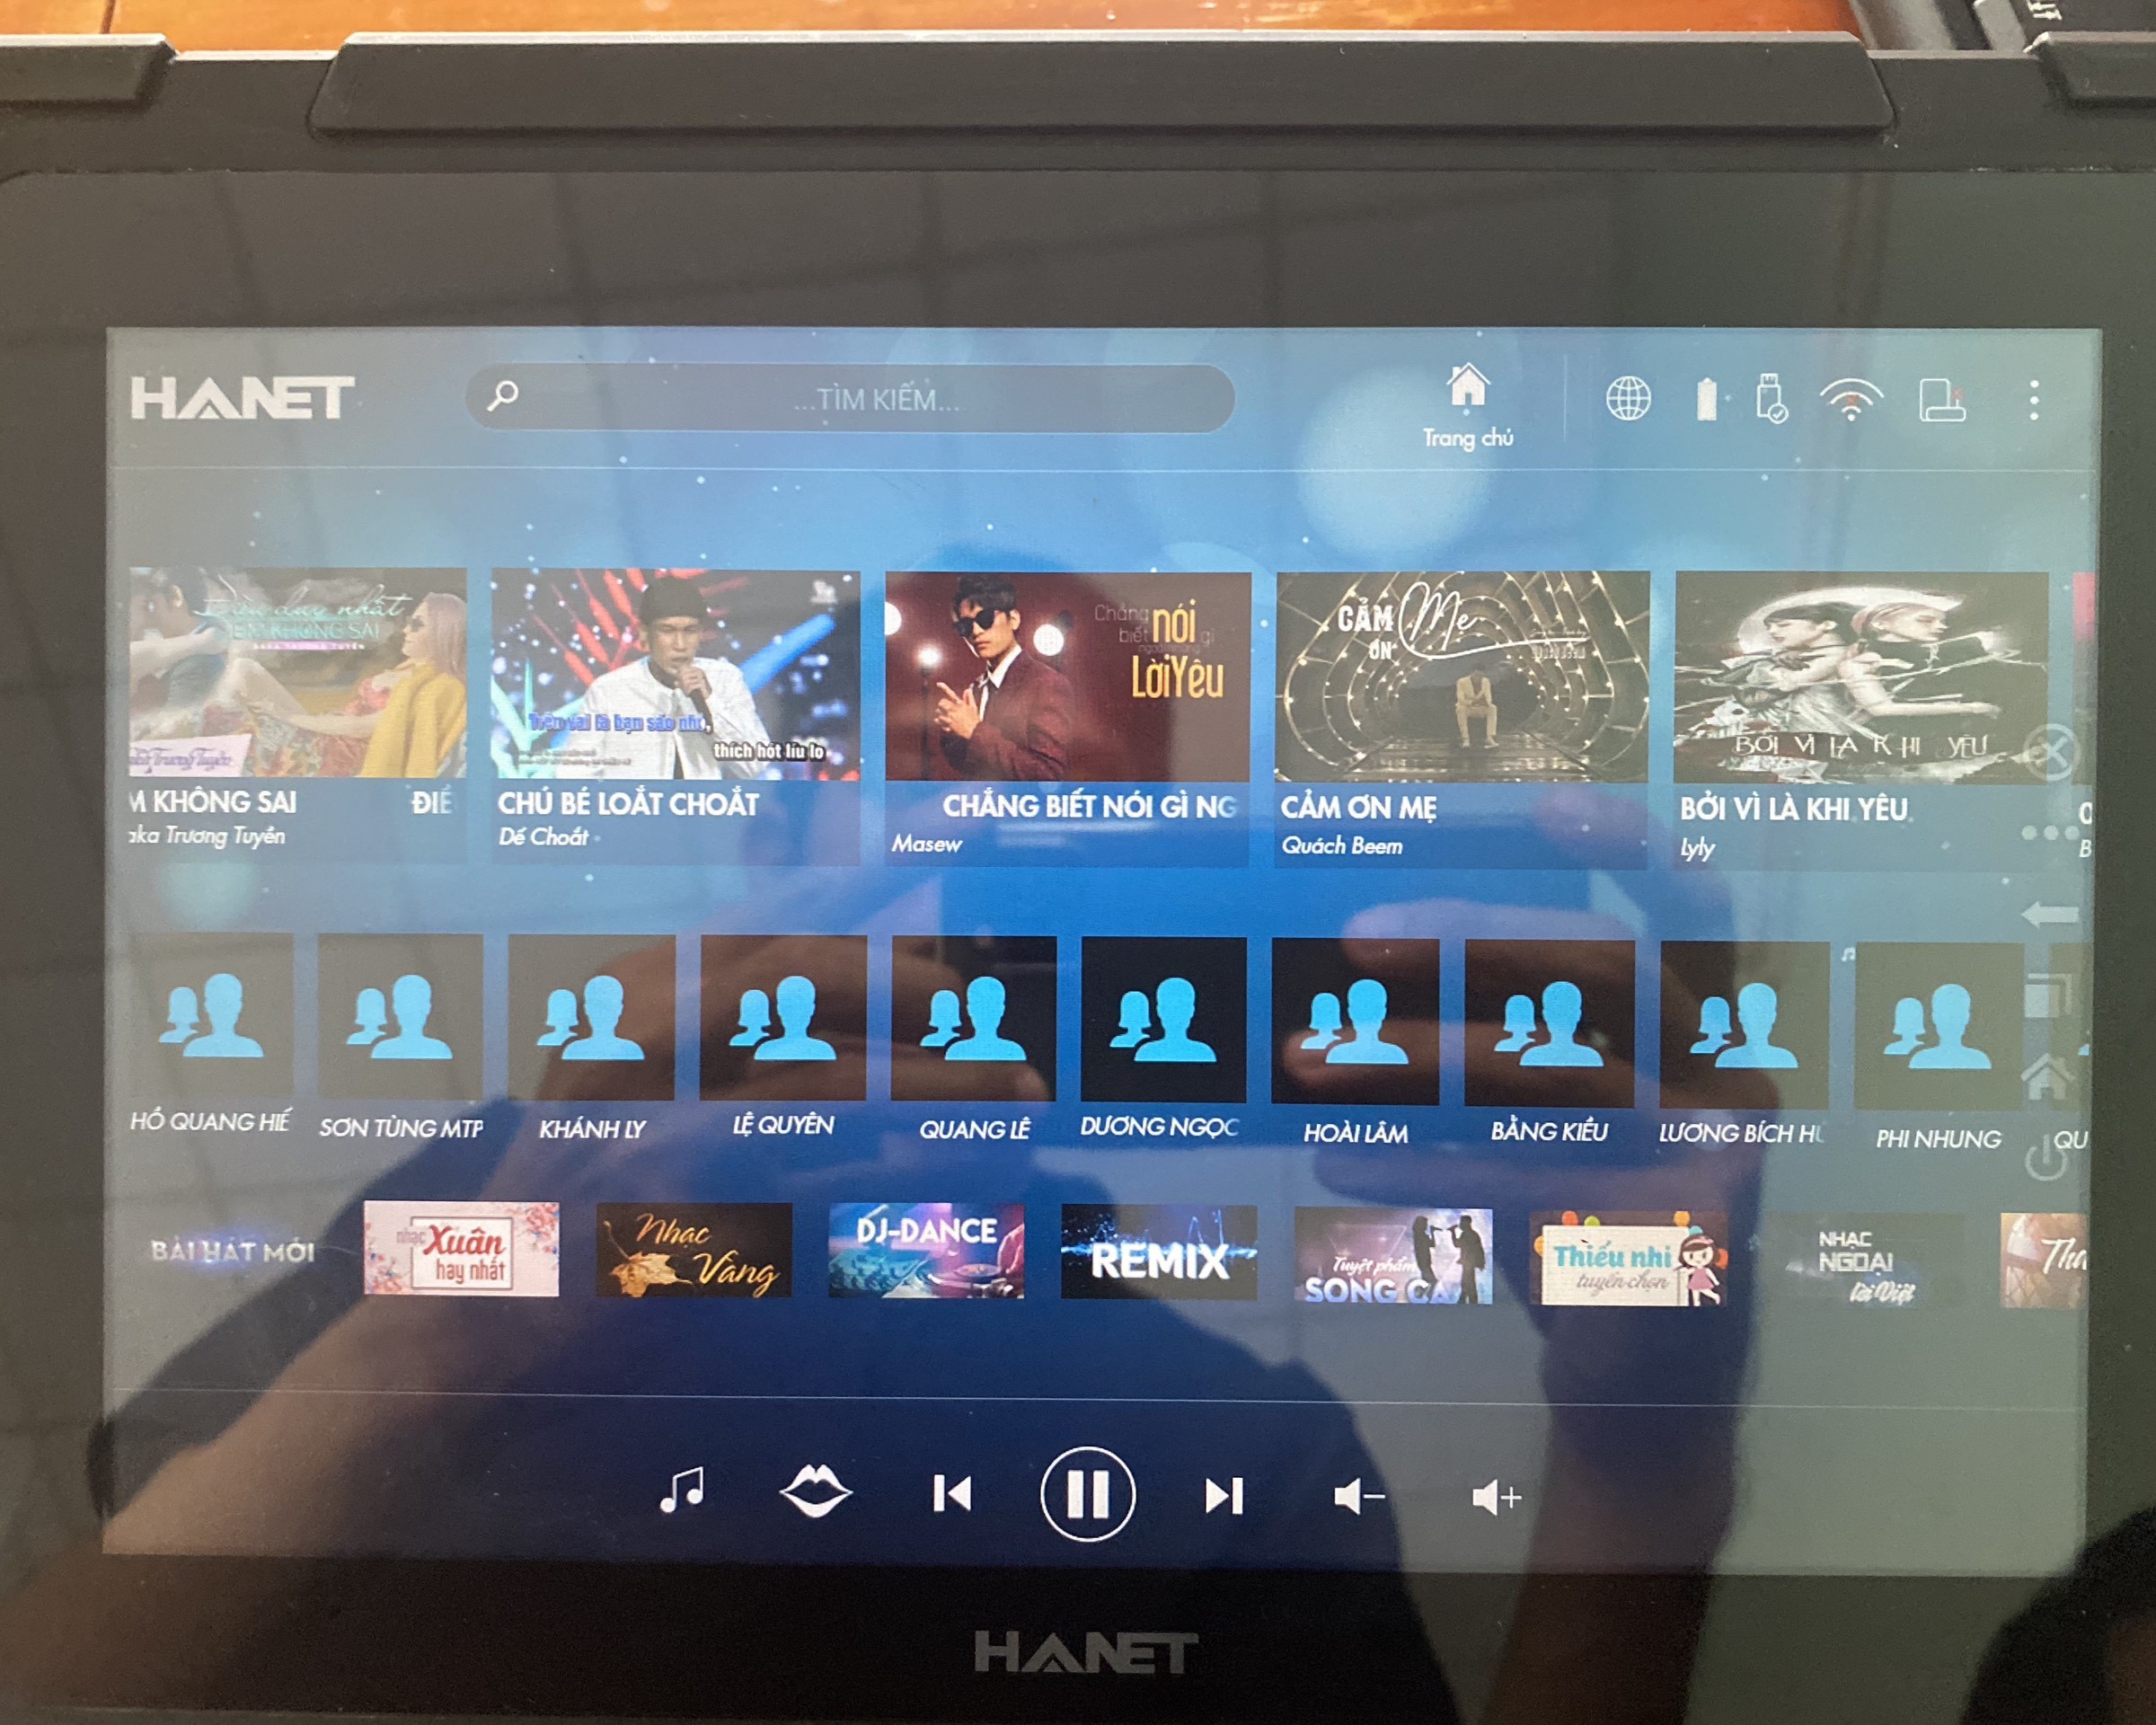 HANET
...TÌM KIẾM...
Trang chủ
Điều duy nhất
EM KHÔNG SAI
Trên vai là bạn sáo nhỏ,
thích hót líu lo
Chẳng nói
biết gì
Lời Yêu
CẢM ƠN Mẹ
BỞI VÌ LÀ KHI YÊU
M KHÔNG SAI ĐIỀ
aka Trương Tuyền
CHÚ BÉ LOẮT CHOẮT
Dế Choắt
CHẲNG BIẾT NÓI GÌ NG
Masew
CẢM ƠN MẸ
Quách Beem
BỞI VÌ LÀ KHI YÊU
Lyly
HỒ QUANG HIẾ
SƠN TÙNG MTP
KHÁNH LY
LỆ QUYÊN
QUANG LÊ
DƯƠNG NGỌC
HOÀI LÂM
BẰNG KIỀU
LƯƠNG BÍCH HU
PHI NHUNG
QU
BÀI HÁT MỚI
nhạc Xuân
hay nhất
Nhạc
Vàng
DJ-DANCE
REMIX
Tuyệt phẩm
SONG CA
Thiếu nhi
tuyển chọn
NHẠC
NGOẠI
lời Việt
HANET